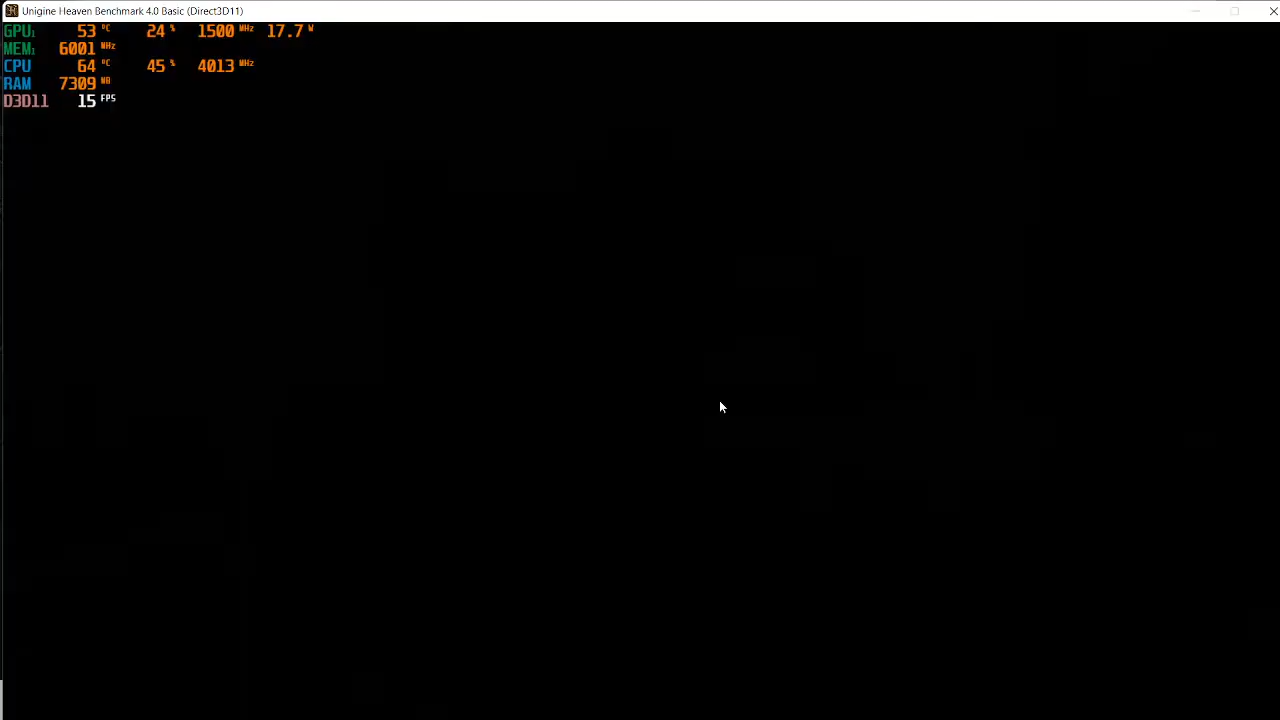 Unigine Heaven Benchmark 4.0 Basic (Direct3D11)
GPU1 53 °C 24 % 1500 MHz 17.7 W
MEM1 6001 MHz
CPU 64 °C 45 % 4013 MHz
RAM 7309 MB
D3D11 15 FPS